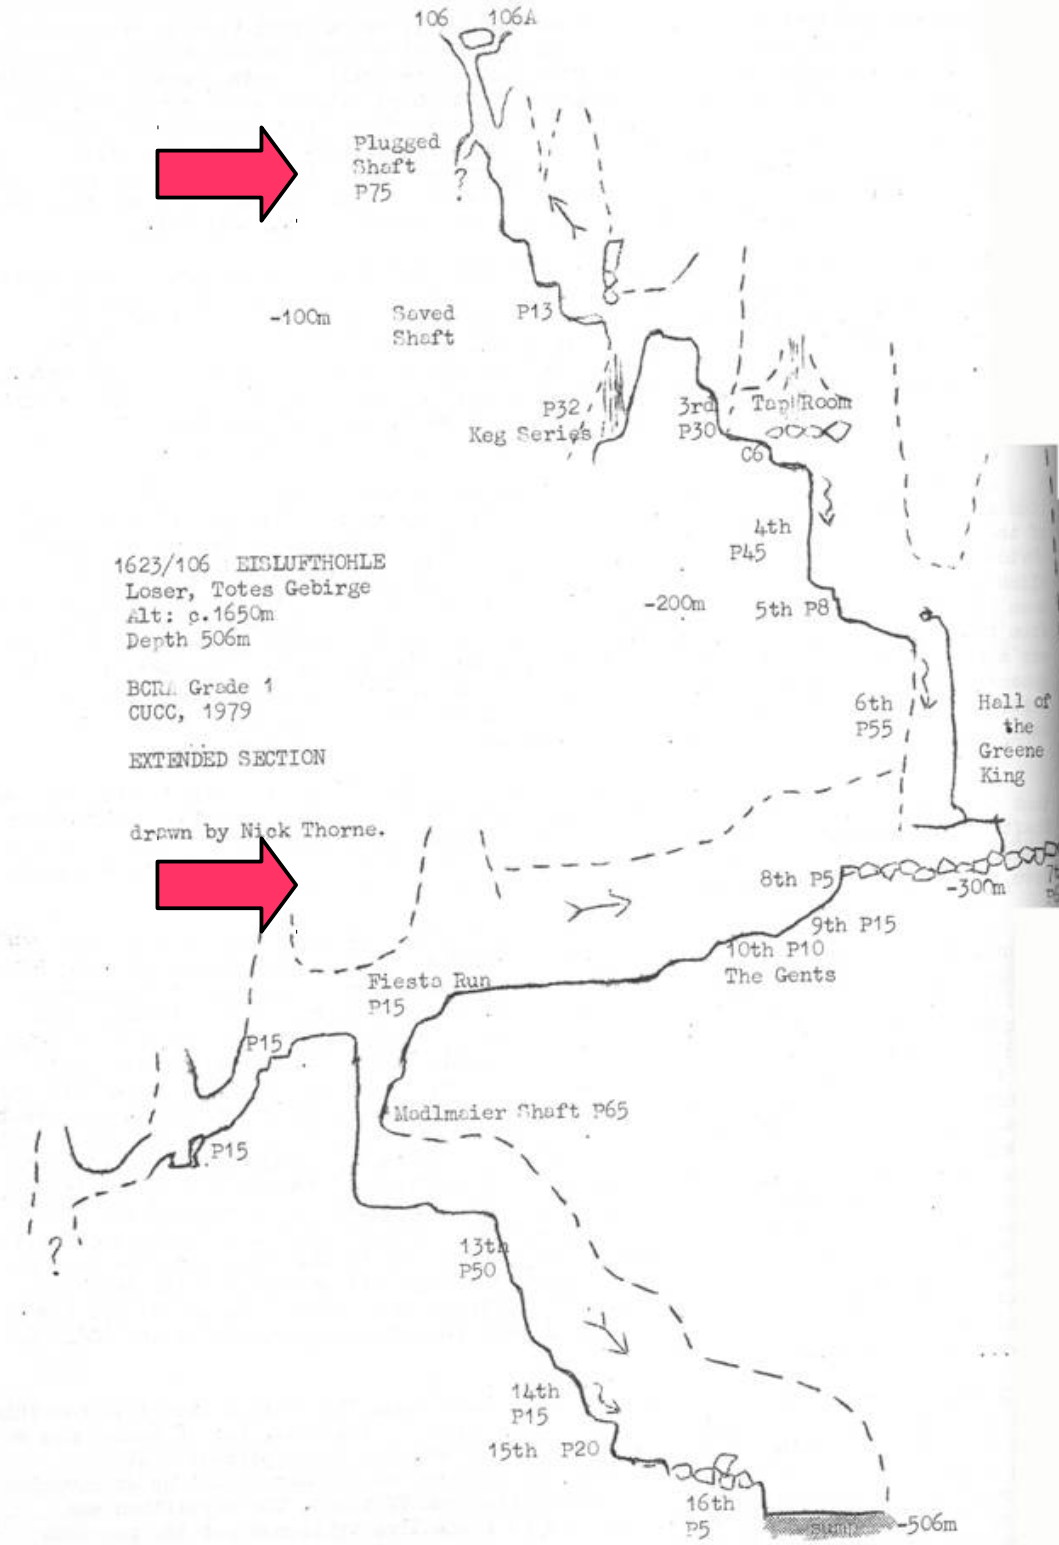 106 106A
Plugged
Shaft
P75
?
-100m
Saved
Shaft
P13
P32
Keg Series
3rd
P30
Tap Room
C6
4th
P45
-200m
5th P8
1623/106 EISLUFTHOHLE
Loser, Totes Gebirge
Alt: c.1650m
Depth 506m
BCRA Grade 1
CUCC, 1979
EXTENDED SECTION
drawn by Nick Thorne.
6th
P55
Hall of
the
Greene
King
8th P5
-300m
9th P15
10th P10
The Gents
Fiesta Run
P15
P15
Madlmaier Shaft P65
P15
?
13th
P50
14th
P15
15th P20
16th
P5
sump
-506m